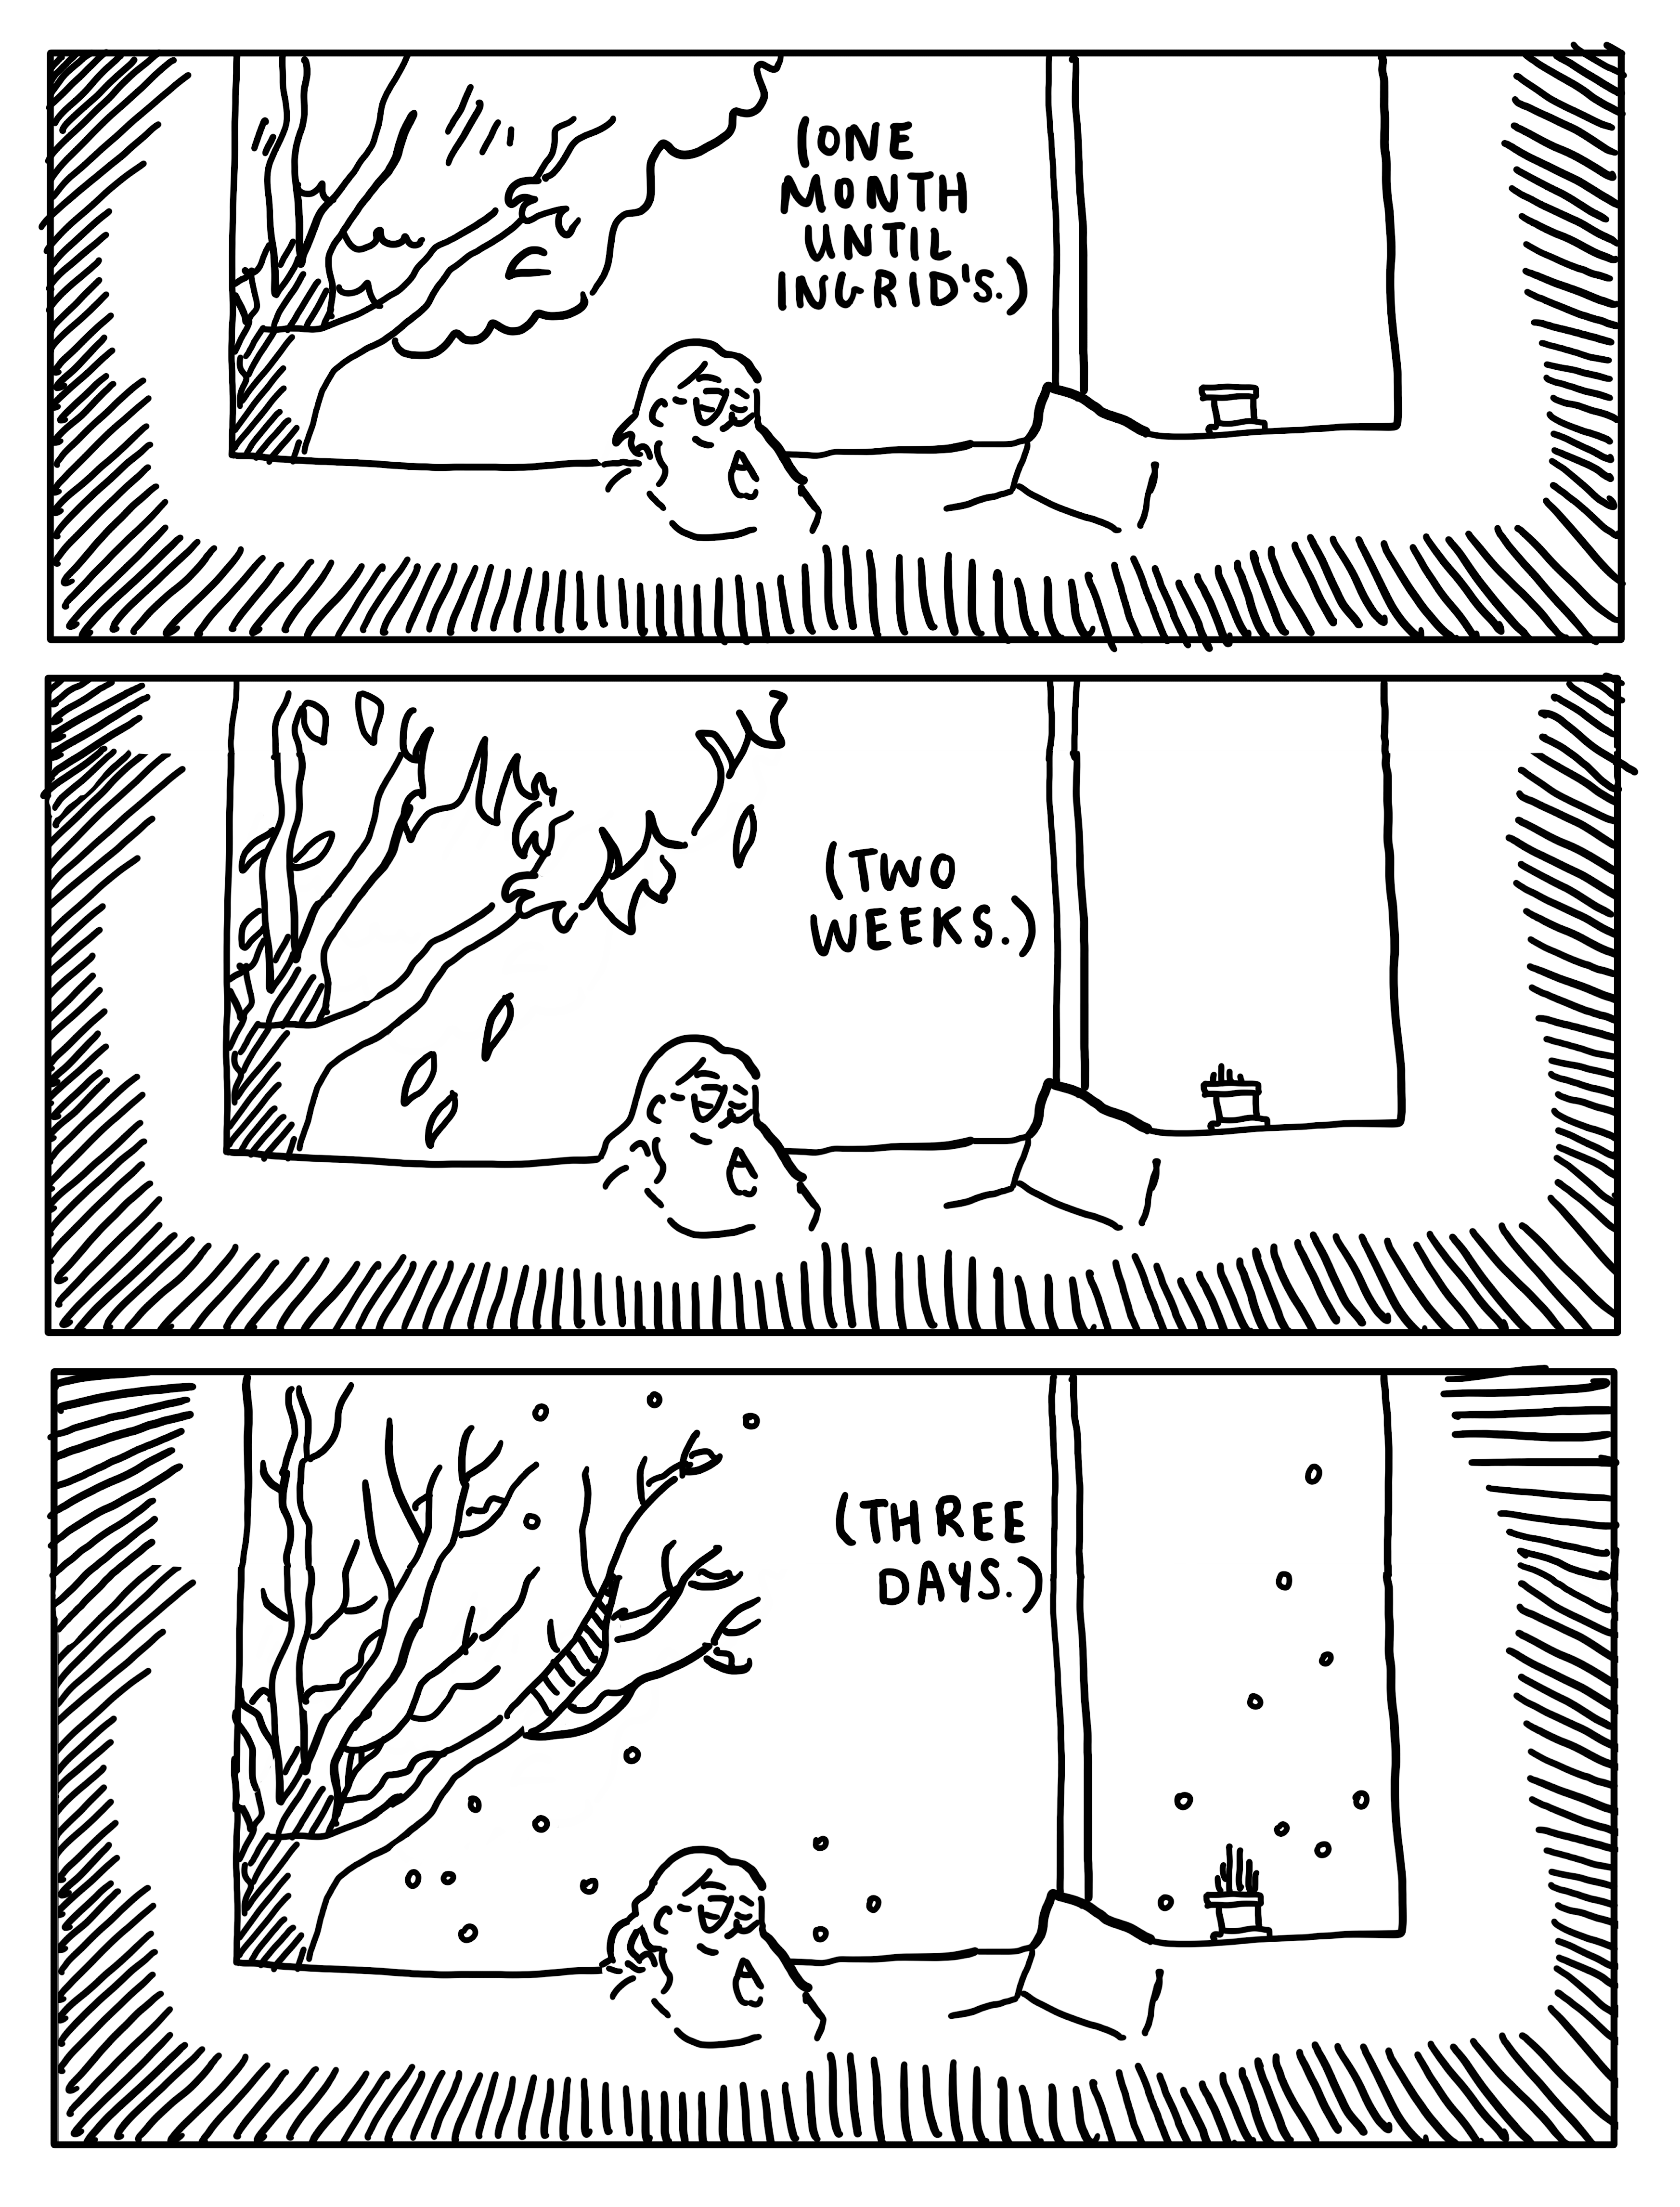 (ONE
MONTH
UNTIL
INGRID'S.)
(TWO
WEEKS.)
(THREE
DAYS.)